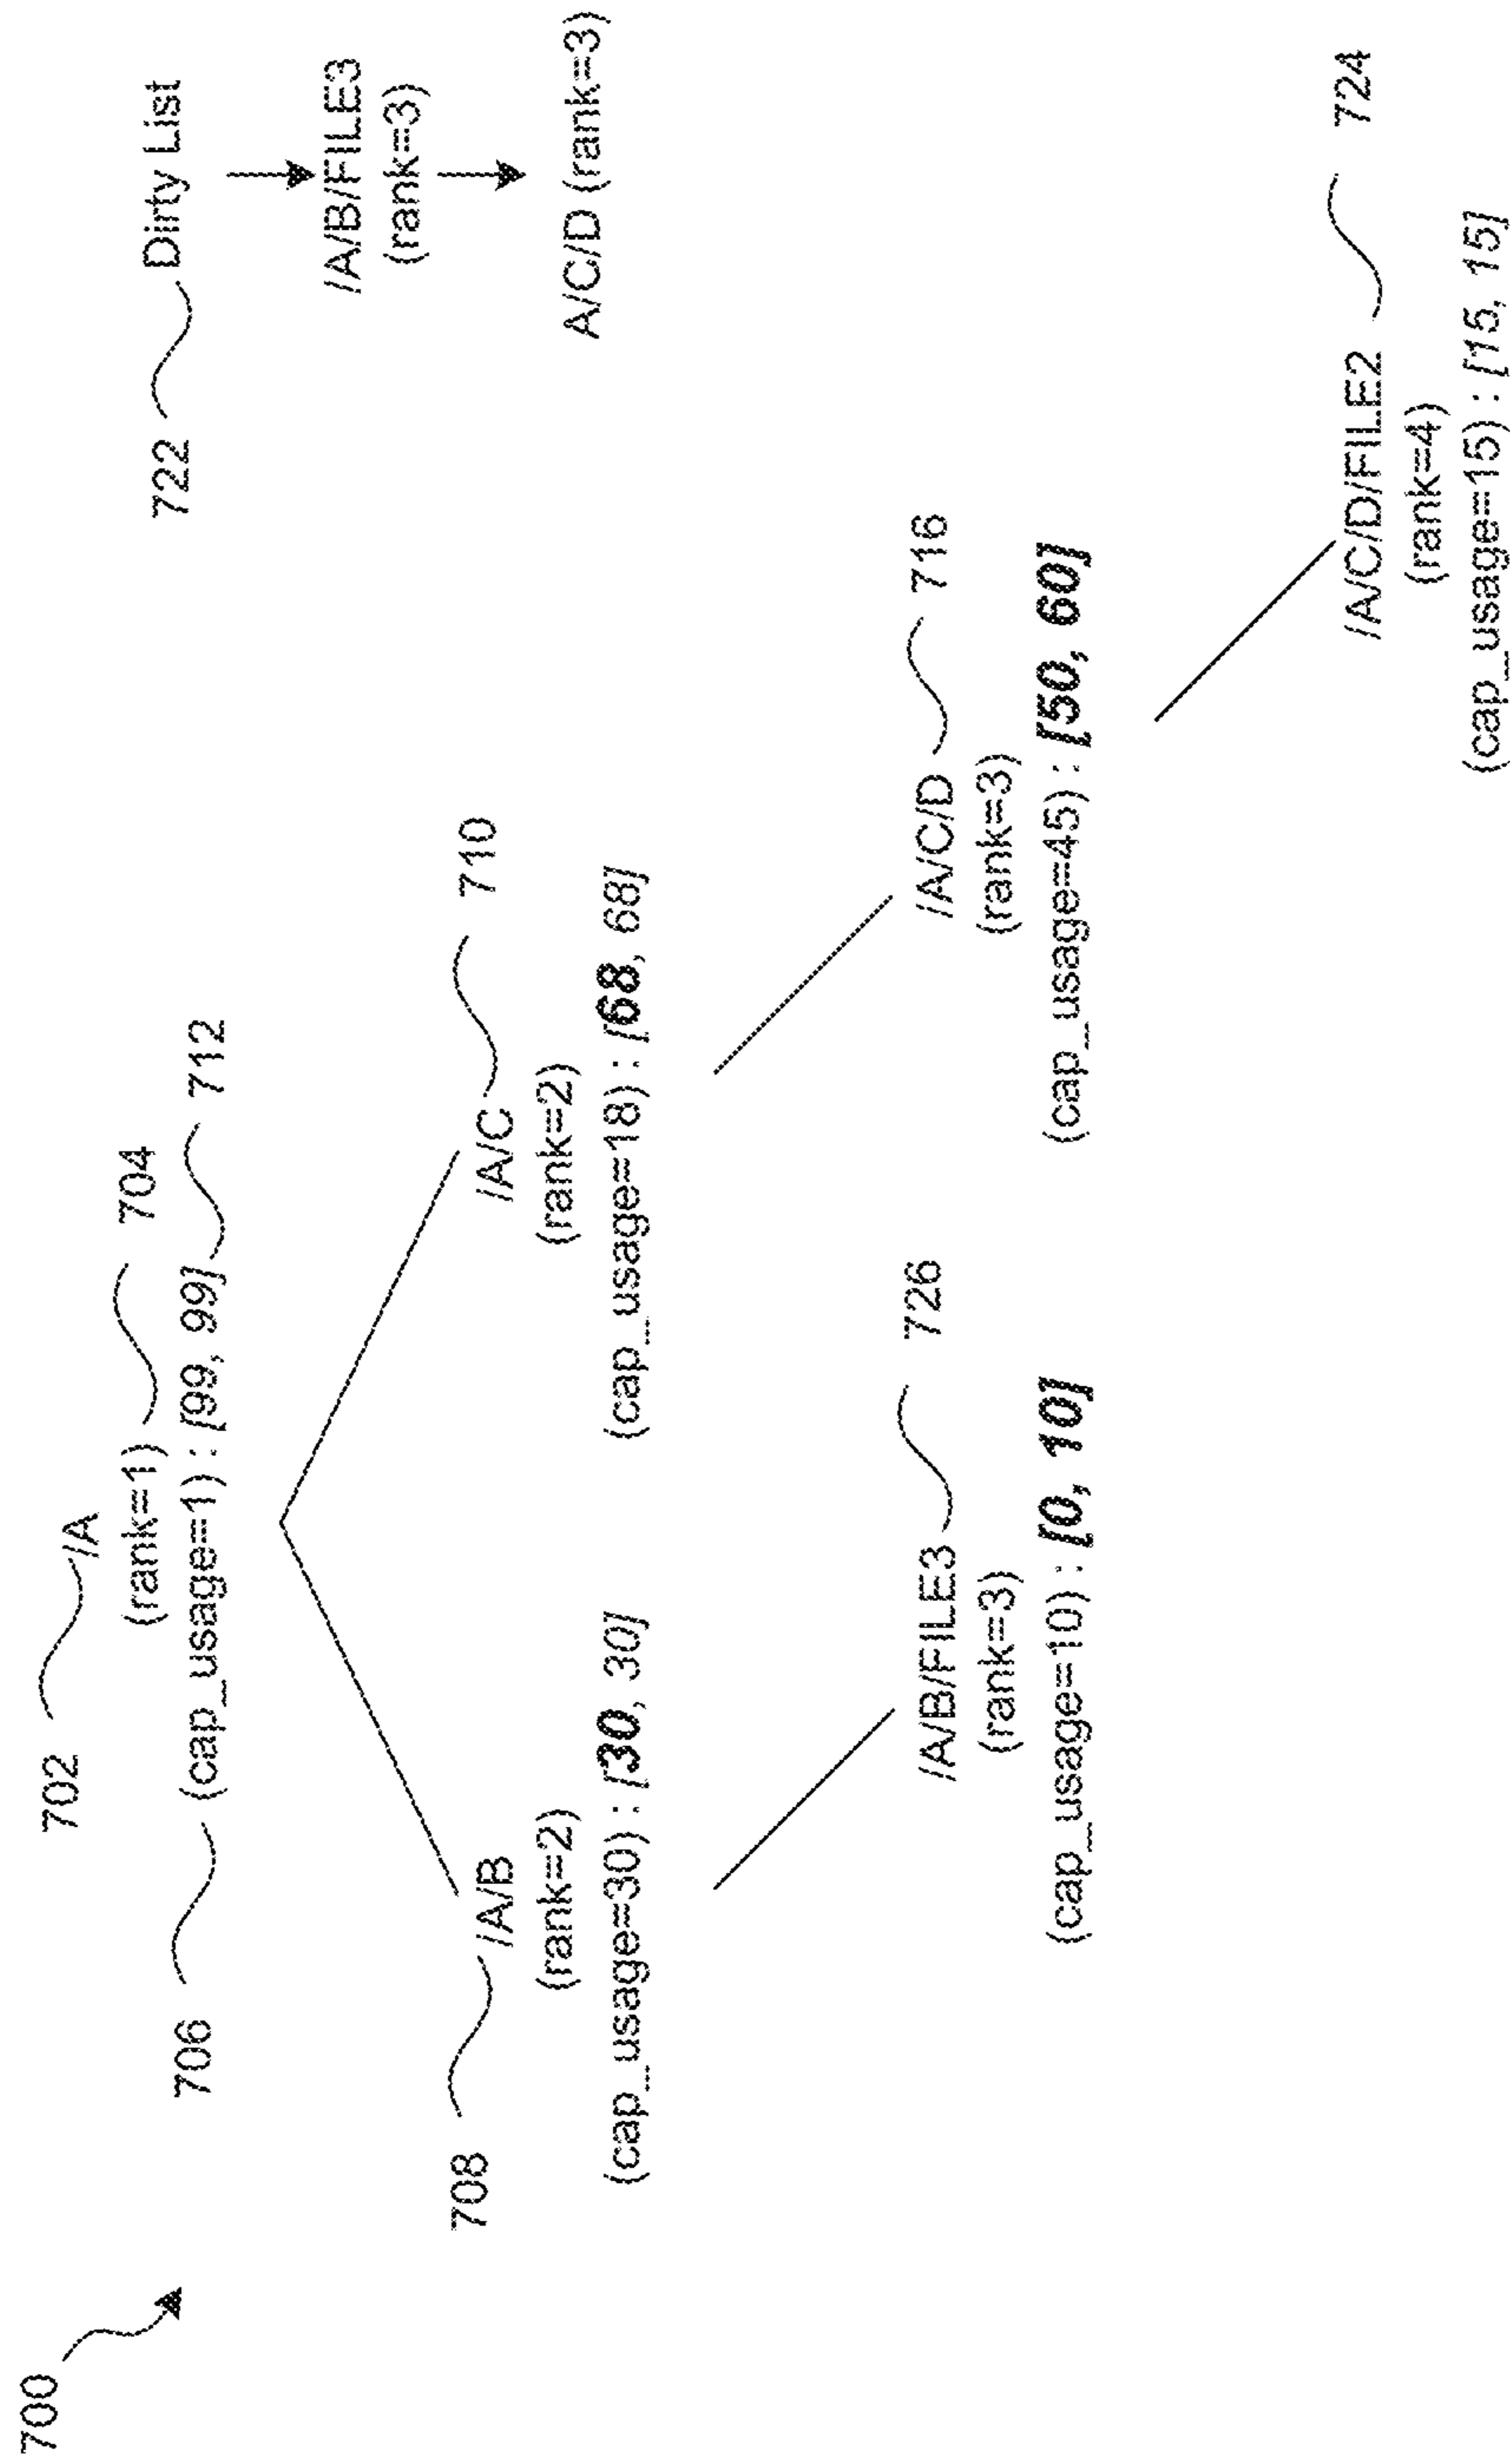 700
702
/A
(rank=1)
704
706
(cap_usage=1) : [99, 99]
712
722
Dirty List
/A/B/FILE3
(rank=3)
A/C/D (rank=3)
708
/A/B
(rank=2)
(cap_usage=30) : [30, 30]
/A/C
710
(rank=2)
(cap_usage=18) : [68, 68]
/A/B/FILE3
726
(rank=3)
(cap_usage=10) : [0, 10]
/A/C/D
716
(rank=3)
(cap_usage=45) : [50, 60]
/A/C/D/FILE2
724
(rank=4)
(cap_usage=15) : [15, 15]